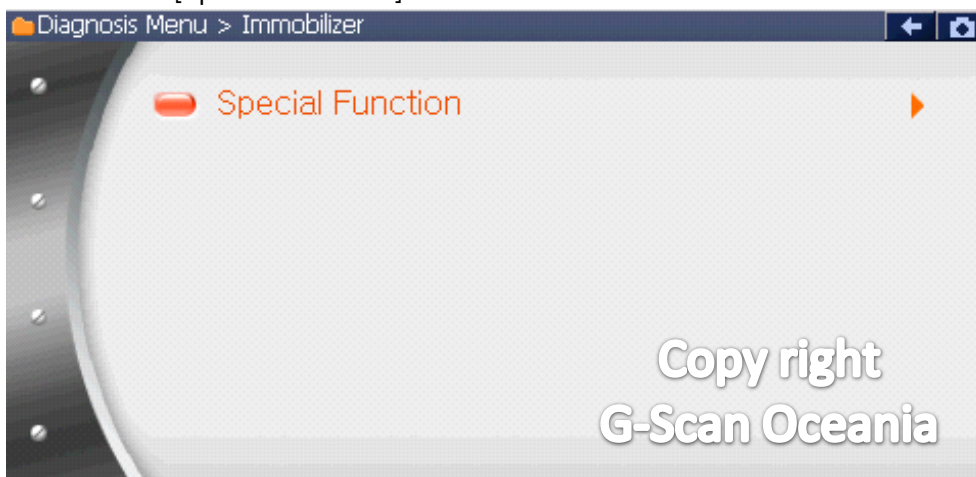 Diagnosis Menu > Immobilizer
Special Function
Copy right
G-Scan Oceania